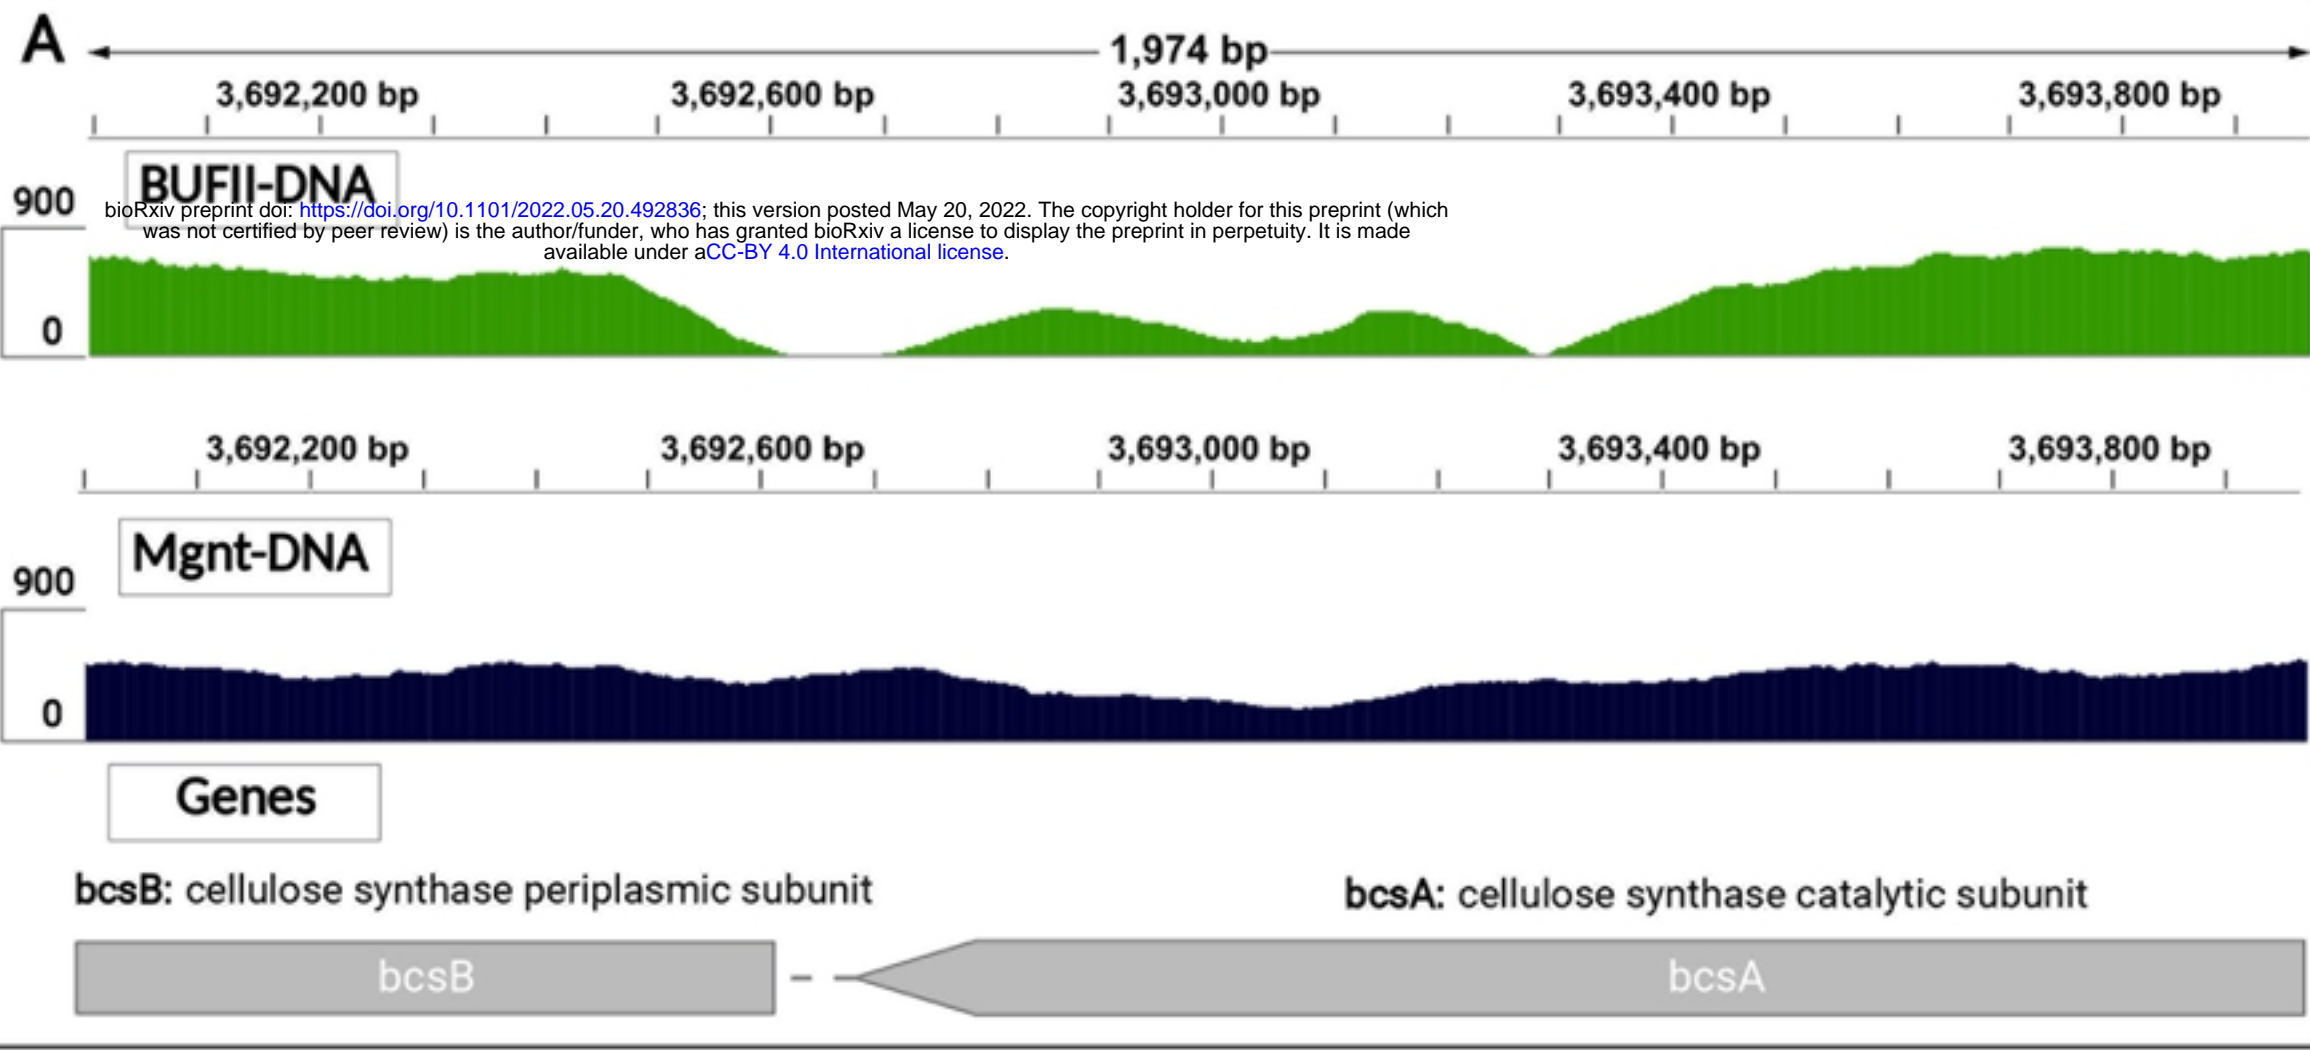 A
1,974 bp
3,692,200 bp 3,692,600 bp 3,693,000 bp 3,693,400 bp 3,693,800 bp
BUFII-DNA
900
bioRxiv preprint doi: https://doi.org/10.1101/2022.05.20.492836; this version posted May 20, 2022. The copyright holder for this preprint (which
was not certified by peer review) is the author/funder, who has granted bioRxiv a license to display the preprint in perpetuity. It is made
available under aCC-BY 4.0 International license.
0
3,692,200 bp 3,692,600 bp 3,693,000 bp 3,693,400 bp 3,693,800 bp
Mgnt-DNA
900
0
Genes
bcsB: cellulose synthase periplasmic subunit
bcsA: cellulose synthase catalytic subunit
bcsB
bcsA